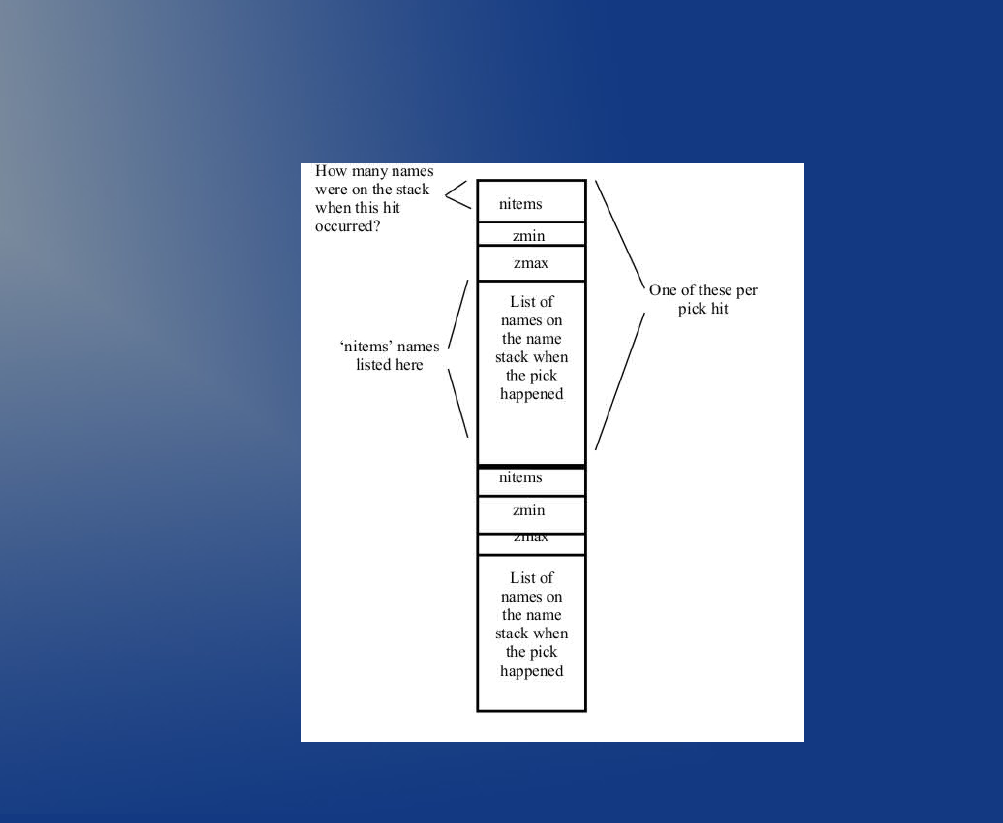 How many names
were on the stack
when this hit
occurred?
nitems
zmin
zmax
List of
names on
the name
stack when
the pick
happened
‘nitems’ names
listed here
One of these per
pick hit
nitems
zmin
zmax
List of
names on
the name
stack when
the pick
happened